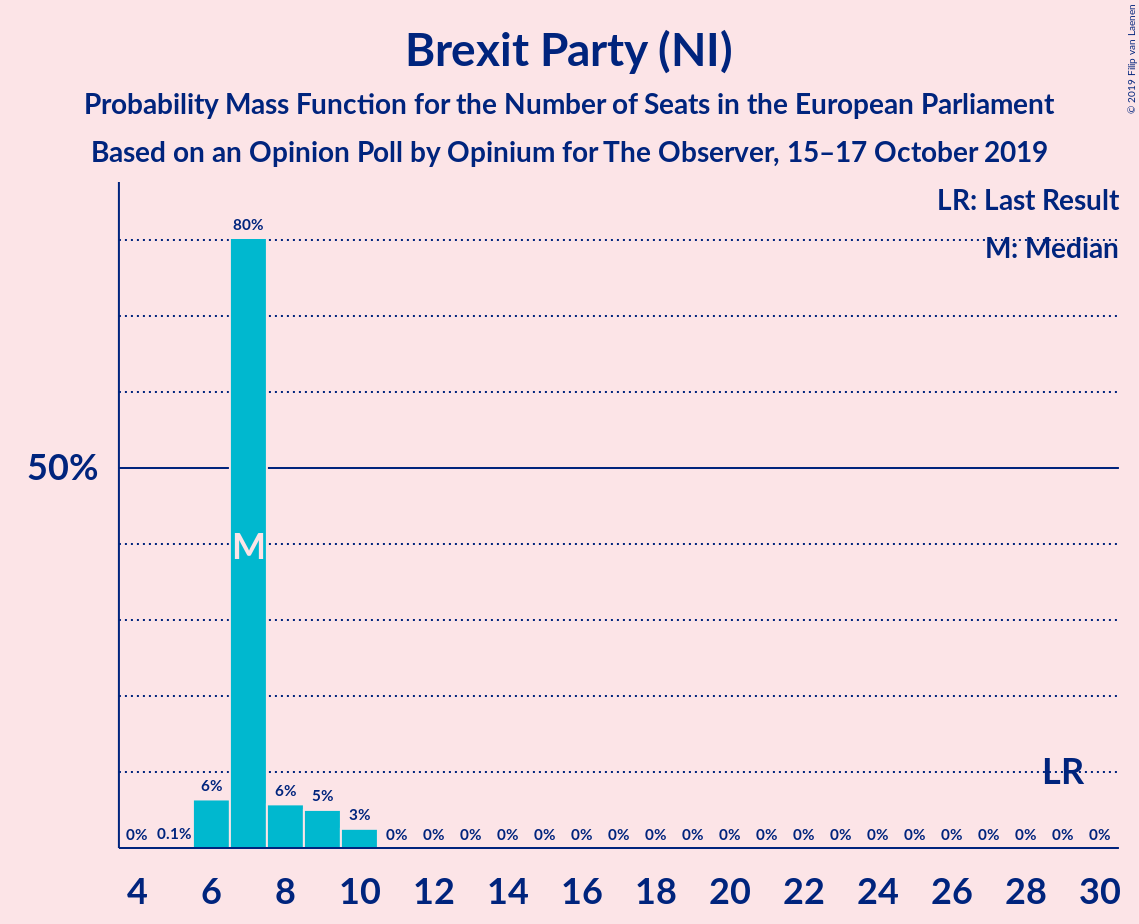 Brexit Party (NI)
Probability Mass Function for the Number of Seats in the European Parliament
Based on an Opinion Poll by Opinium for The Observer, 15–17 October 2019
© 2019 Filip van Laenen
LR: Last Result
M: Median
80%
50%
M
LR
0% 0.1% 6% 6% 5% 3% 0% 0% 0% 0% 0% 0% 0% 0% 0% 0% 0% 0% 0% 0% 0% 0% 0% 0% 0% 0%
4 6 8 10 12 14 16 18 20 22 24 26 28 30